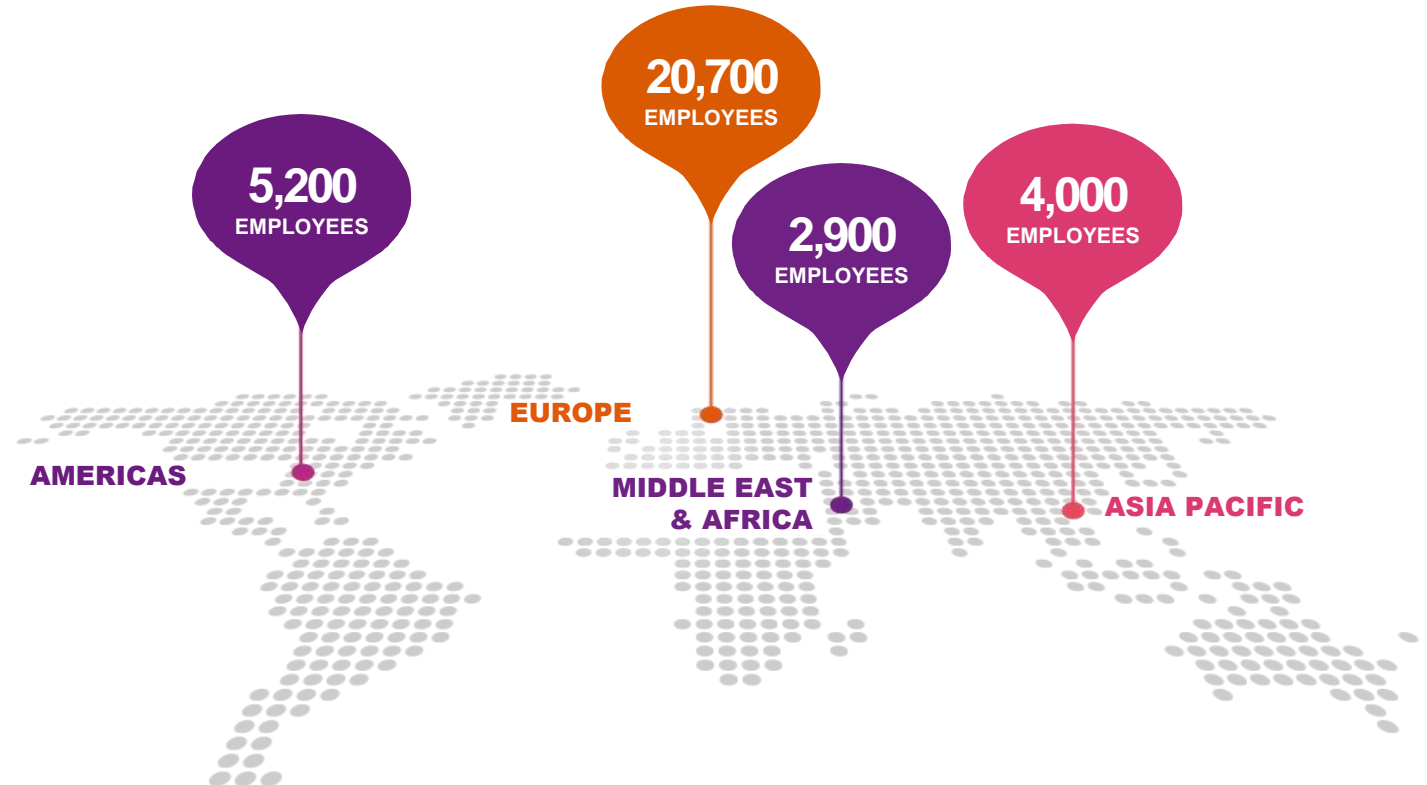 20,700
EMPLOYEES
5,200
EMPLOYEES
4,000
EMPLOYEES
2,900
EMPLOYEES
EUROPE
AMERICAS
MIDDLE EAST
& AFRICA
ASIA PACIFIC